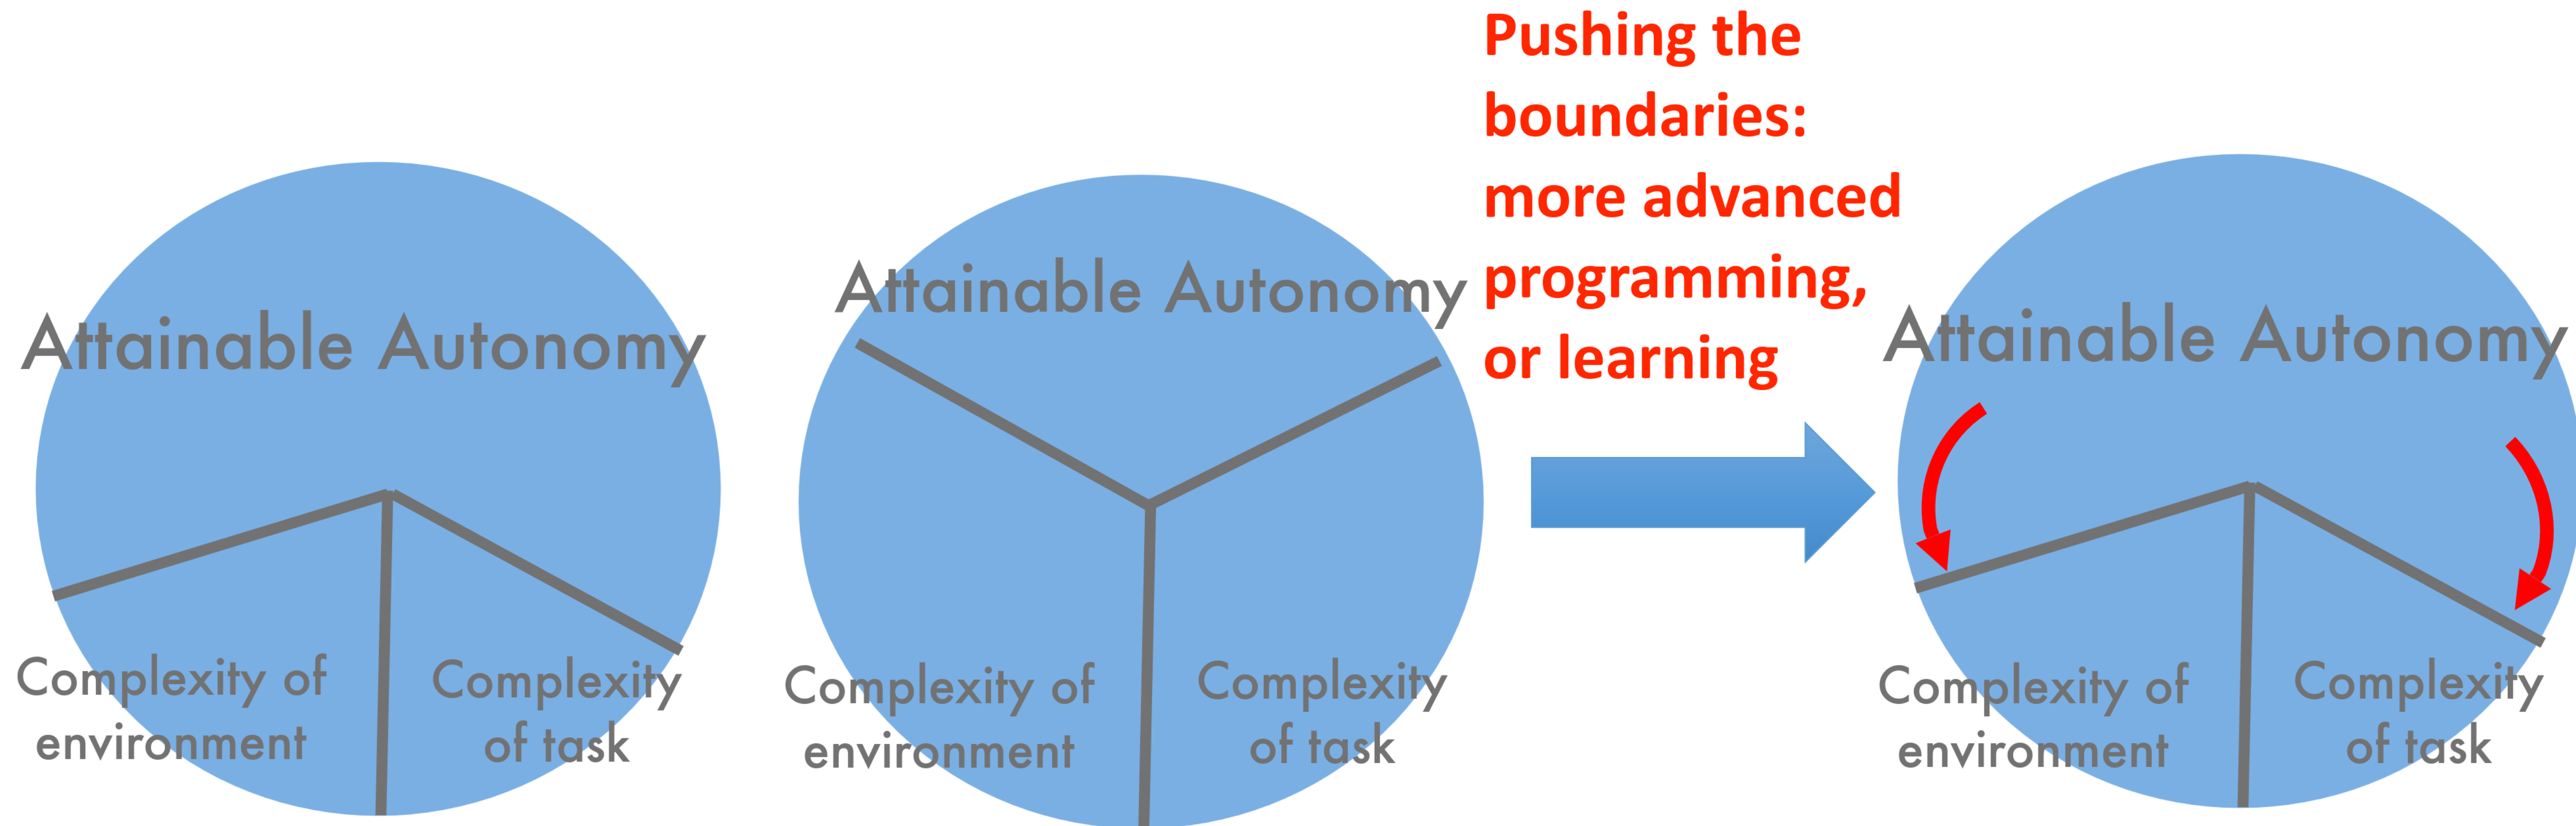 Attainable Autonomy
Complexity of
environment
Complexity
of task
Attainable Autonomy
Complexity of
environment
Complexity
of task
Pushing the
boundaries:
more advanced
programming,
or learning
Attainable Autonomy
Complexity of
environment
Complexity
of task